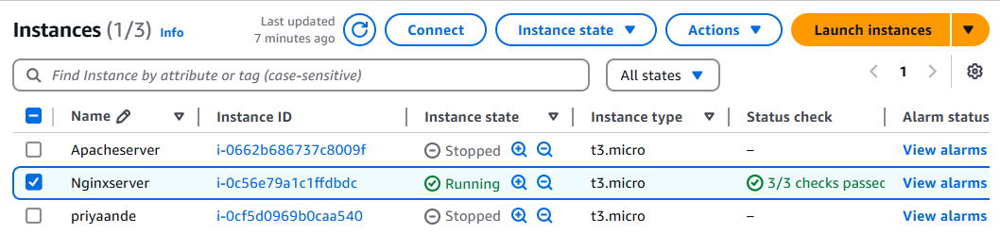 Instances (1/3) Info
Last updated
7 minutes ago
Connect
Instance state
Actions
Launch instances
Find Instance by attribute or tag (case-sensitive)
All states
1
Name Instance ID Instance state Instance type Status check Alarm status
Apacheserver i-0662b686737c8009f Stopped t3.micro – View alarms
Nginxserver i-0c56e79a1c1ffdbdc Running t3.micro 3/3 checks passed View alarms
priyaande i-0cf5d0969b0caa540 Stopped t3.micro – View alarms